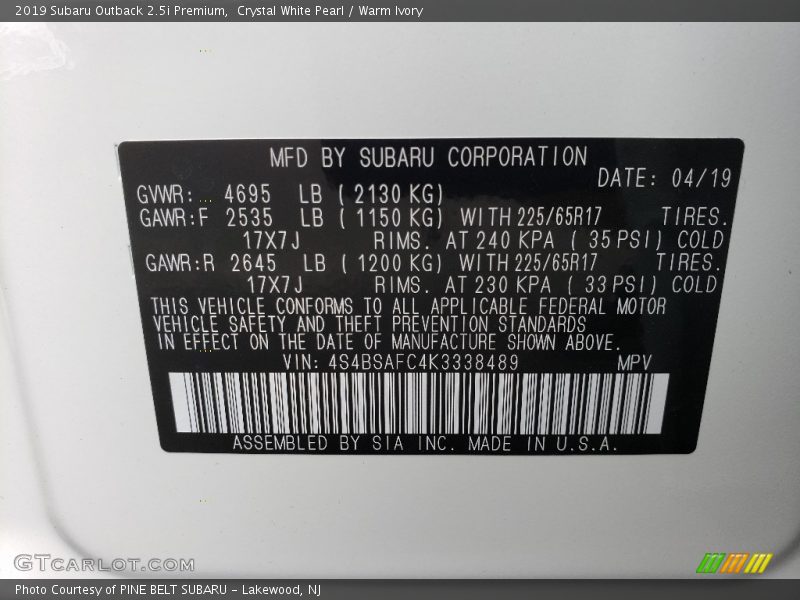 2019 Subaru Outback 2.5i Premium, Crystal White Pearl / Warm Ivory
MFD BY SUBARU CORPORATION
DATE: 04/19
GVWR: 4695 LB ( 2130 KG)
GAWR:F 2535 LB ( 1150 KG) WITH 225/65R17 TIRES.
17X7J RIMS. AT 240 KPA ( 35 PSI) COLD
GAWR:R 2645 LB ( 1200 KG) WITH 225/65R17 TIRES.
17X7J RIMS. AT 230 KPA ( 33 PSI) COLD
THIS VEHICLE CONFORMS TO ALL APPLICABLE FEDERAL MOTOR
VEHICLE SAFETY AND THEFT PREVENTION STANDARDS
IN EFFECT ON THE DATE OF MANUFACTURE SHOWN ABOVE.
VIN: 4S4BSAFC4K3338489 MPV
ASSEMBLED BY SIA INC. MADE IN U.S.A.
GTCARLOT.COM
Photo Courtesy of PINE BELT SUBARU - Lakewood, NJ